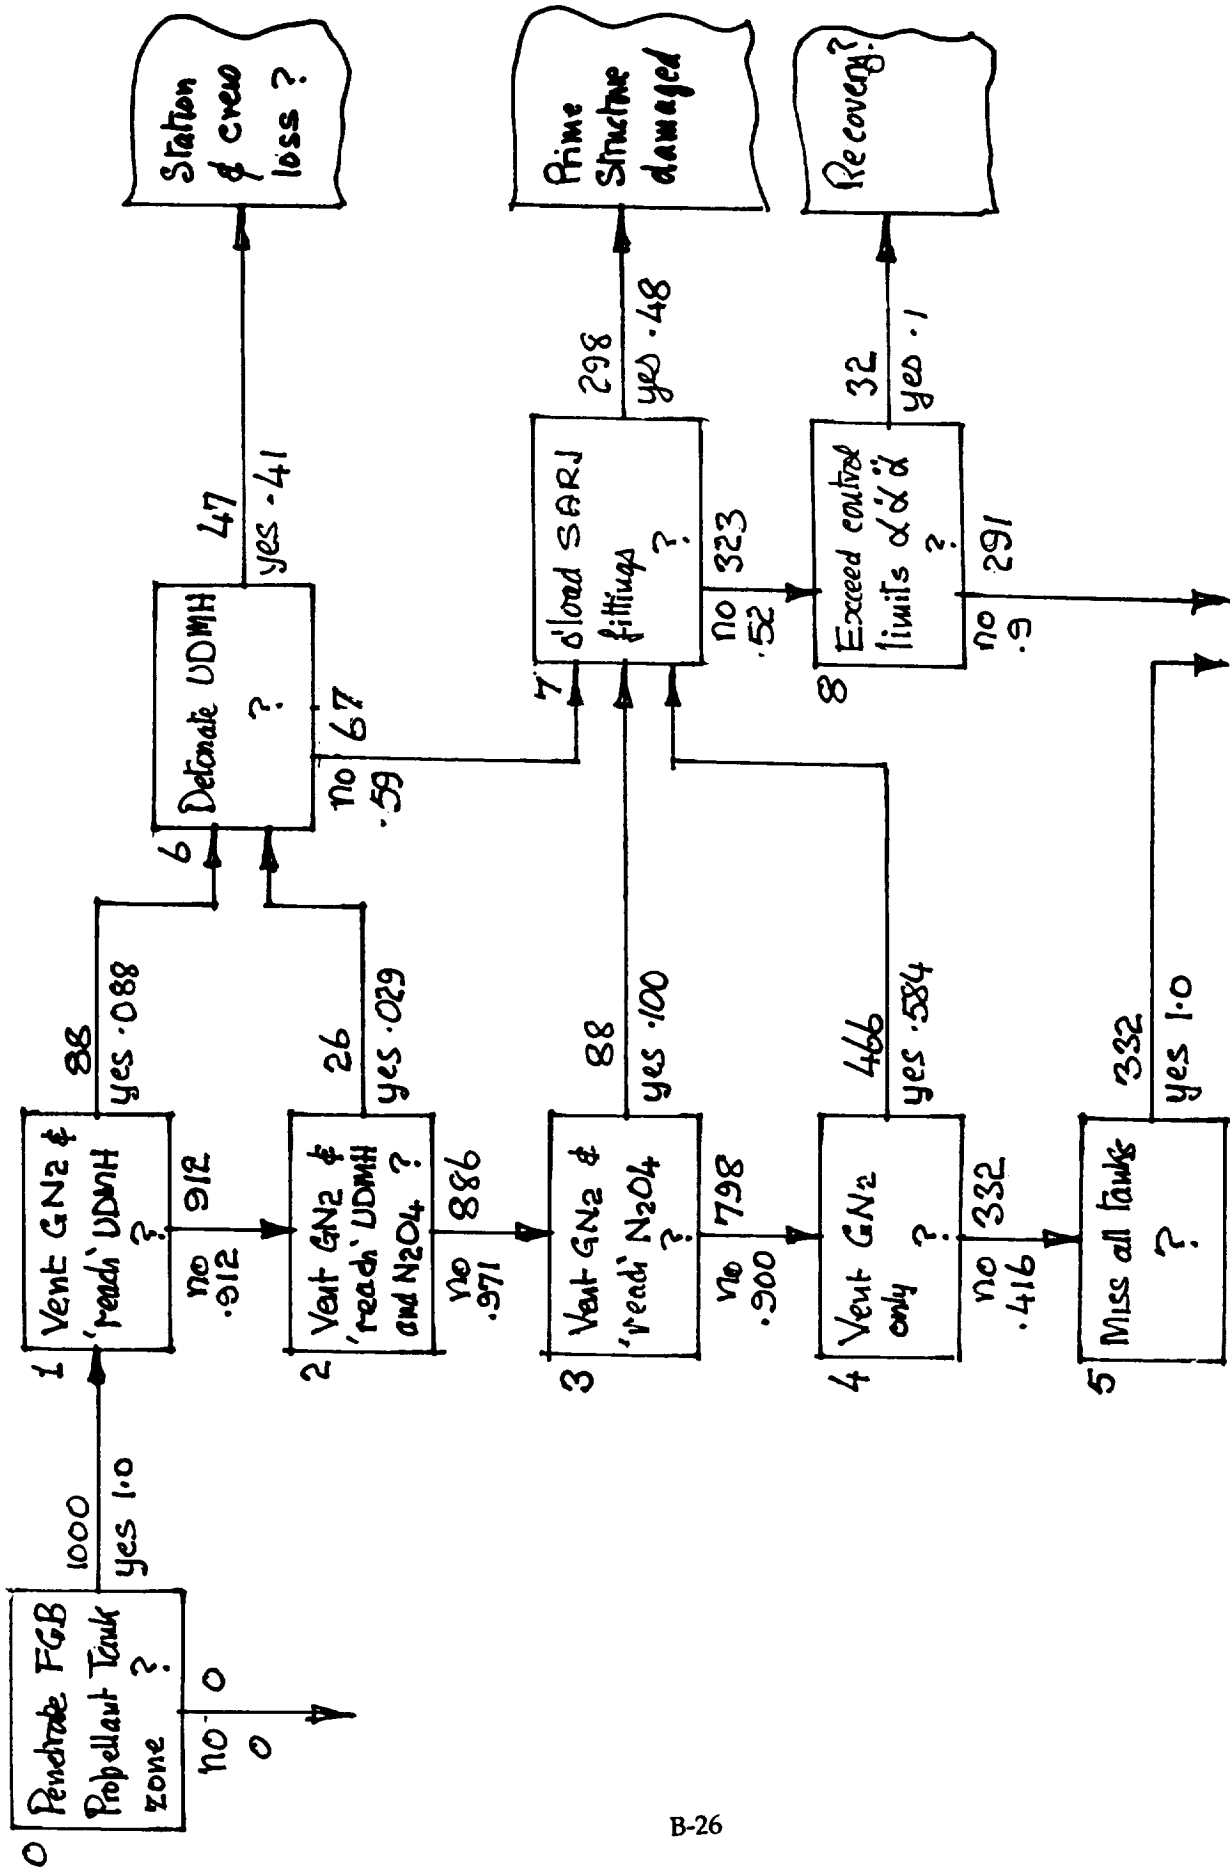 0
Penetrate FGB
Propellant Tank
zone ?
1000
yes 1.0
no 0
0
1
Vent GN2 &
'reach' UDMH
?
88
yes .088
no 912
.912
2
Vent GN2 &
'reach' UDMH
and N2O4 ?
26
yes .029
no 886
.971
3
Vent GN2 &
'reach' N2O4
?
88
yes .100
no 798
.900
4
Vent GN2
only ?
466
yes .584
no 332
.416
5
Miss all tanks
?
332
yes 1.0
6
Detonate UDMH
?
47
yes .41
no 67
.59
Station
& crew
loss ?
7
o'load SARJ
fittings
?
298
yes .48
no 323
.52
Prime
Structure
damaged
8
Exceed control
limits α α̇ α̈
?
32
yes .1
no 291
.9
Recovery?
B-26